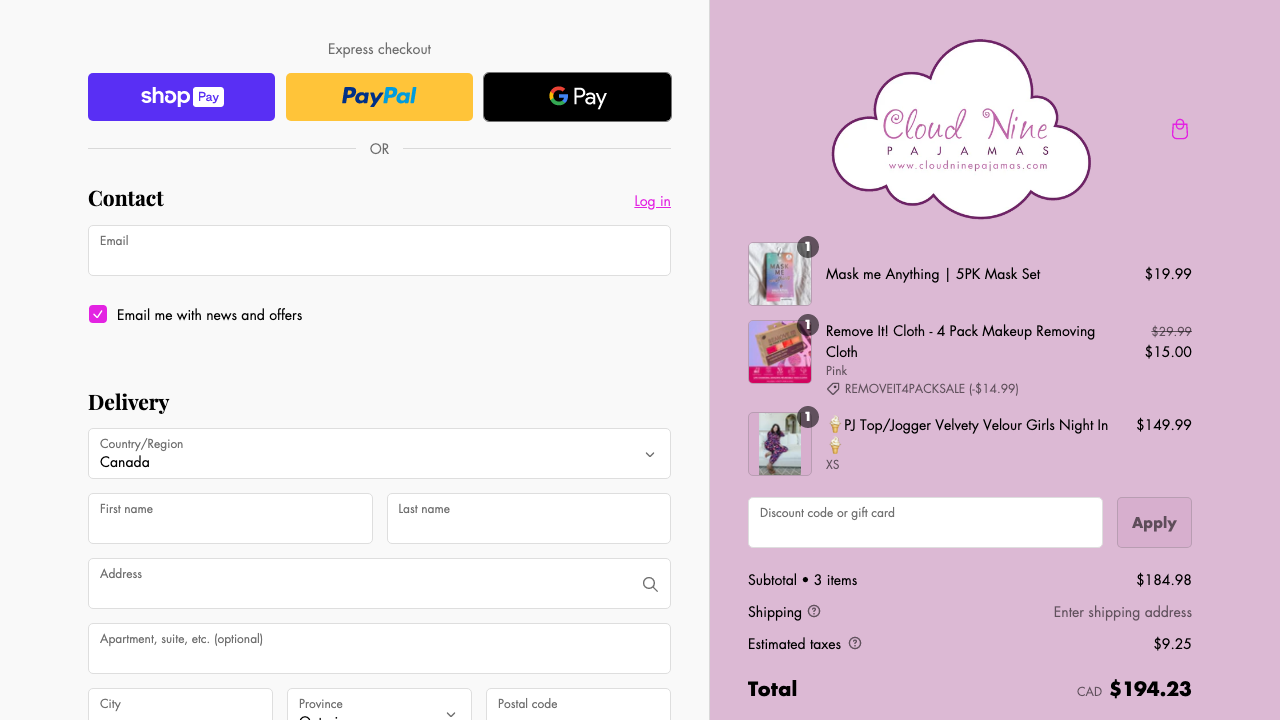 Express checkout
shop Pay
PayPal
G Pay
OR
Contact
Log in
Email
Email me with news and offers
Delivery
Country/Region
Canada
First name
Last name
Address
Apartment, suite, etc. (optional)
City
Province
Postal code
Cloud Nine
PAJAMAS
www.cloudninepajamas.com
1
MASK
ME
Mask me Anything | 5PK Mask Set
$19.99
1
Remove It! Cloth - 4 Pack Makeup Removing
Cloth
$29.99
$15.00
Pink
REMOVEIT4PACKSALE (-$14.99)
1
🍦PJ Top/Jogger Velvety Velour Girls Night In
🍦
$149.99
XS
Discount code or gift card
Apply
Subtotal • 3 items
$184.98
Shipping
Enter shipping address
Estimated taxes
$9.25
Total
CAD $194.23